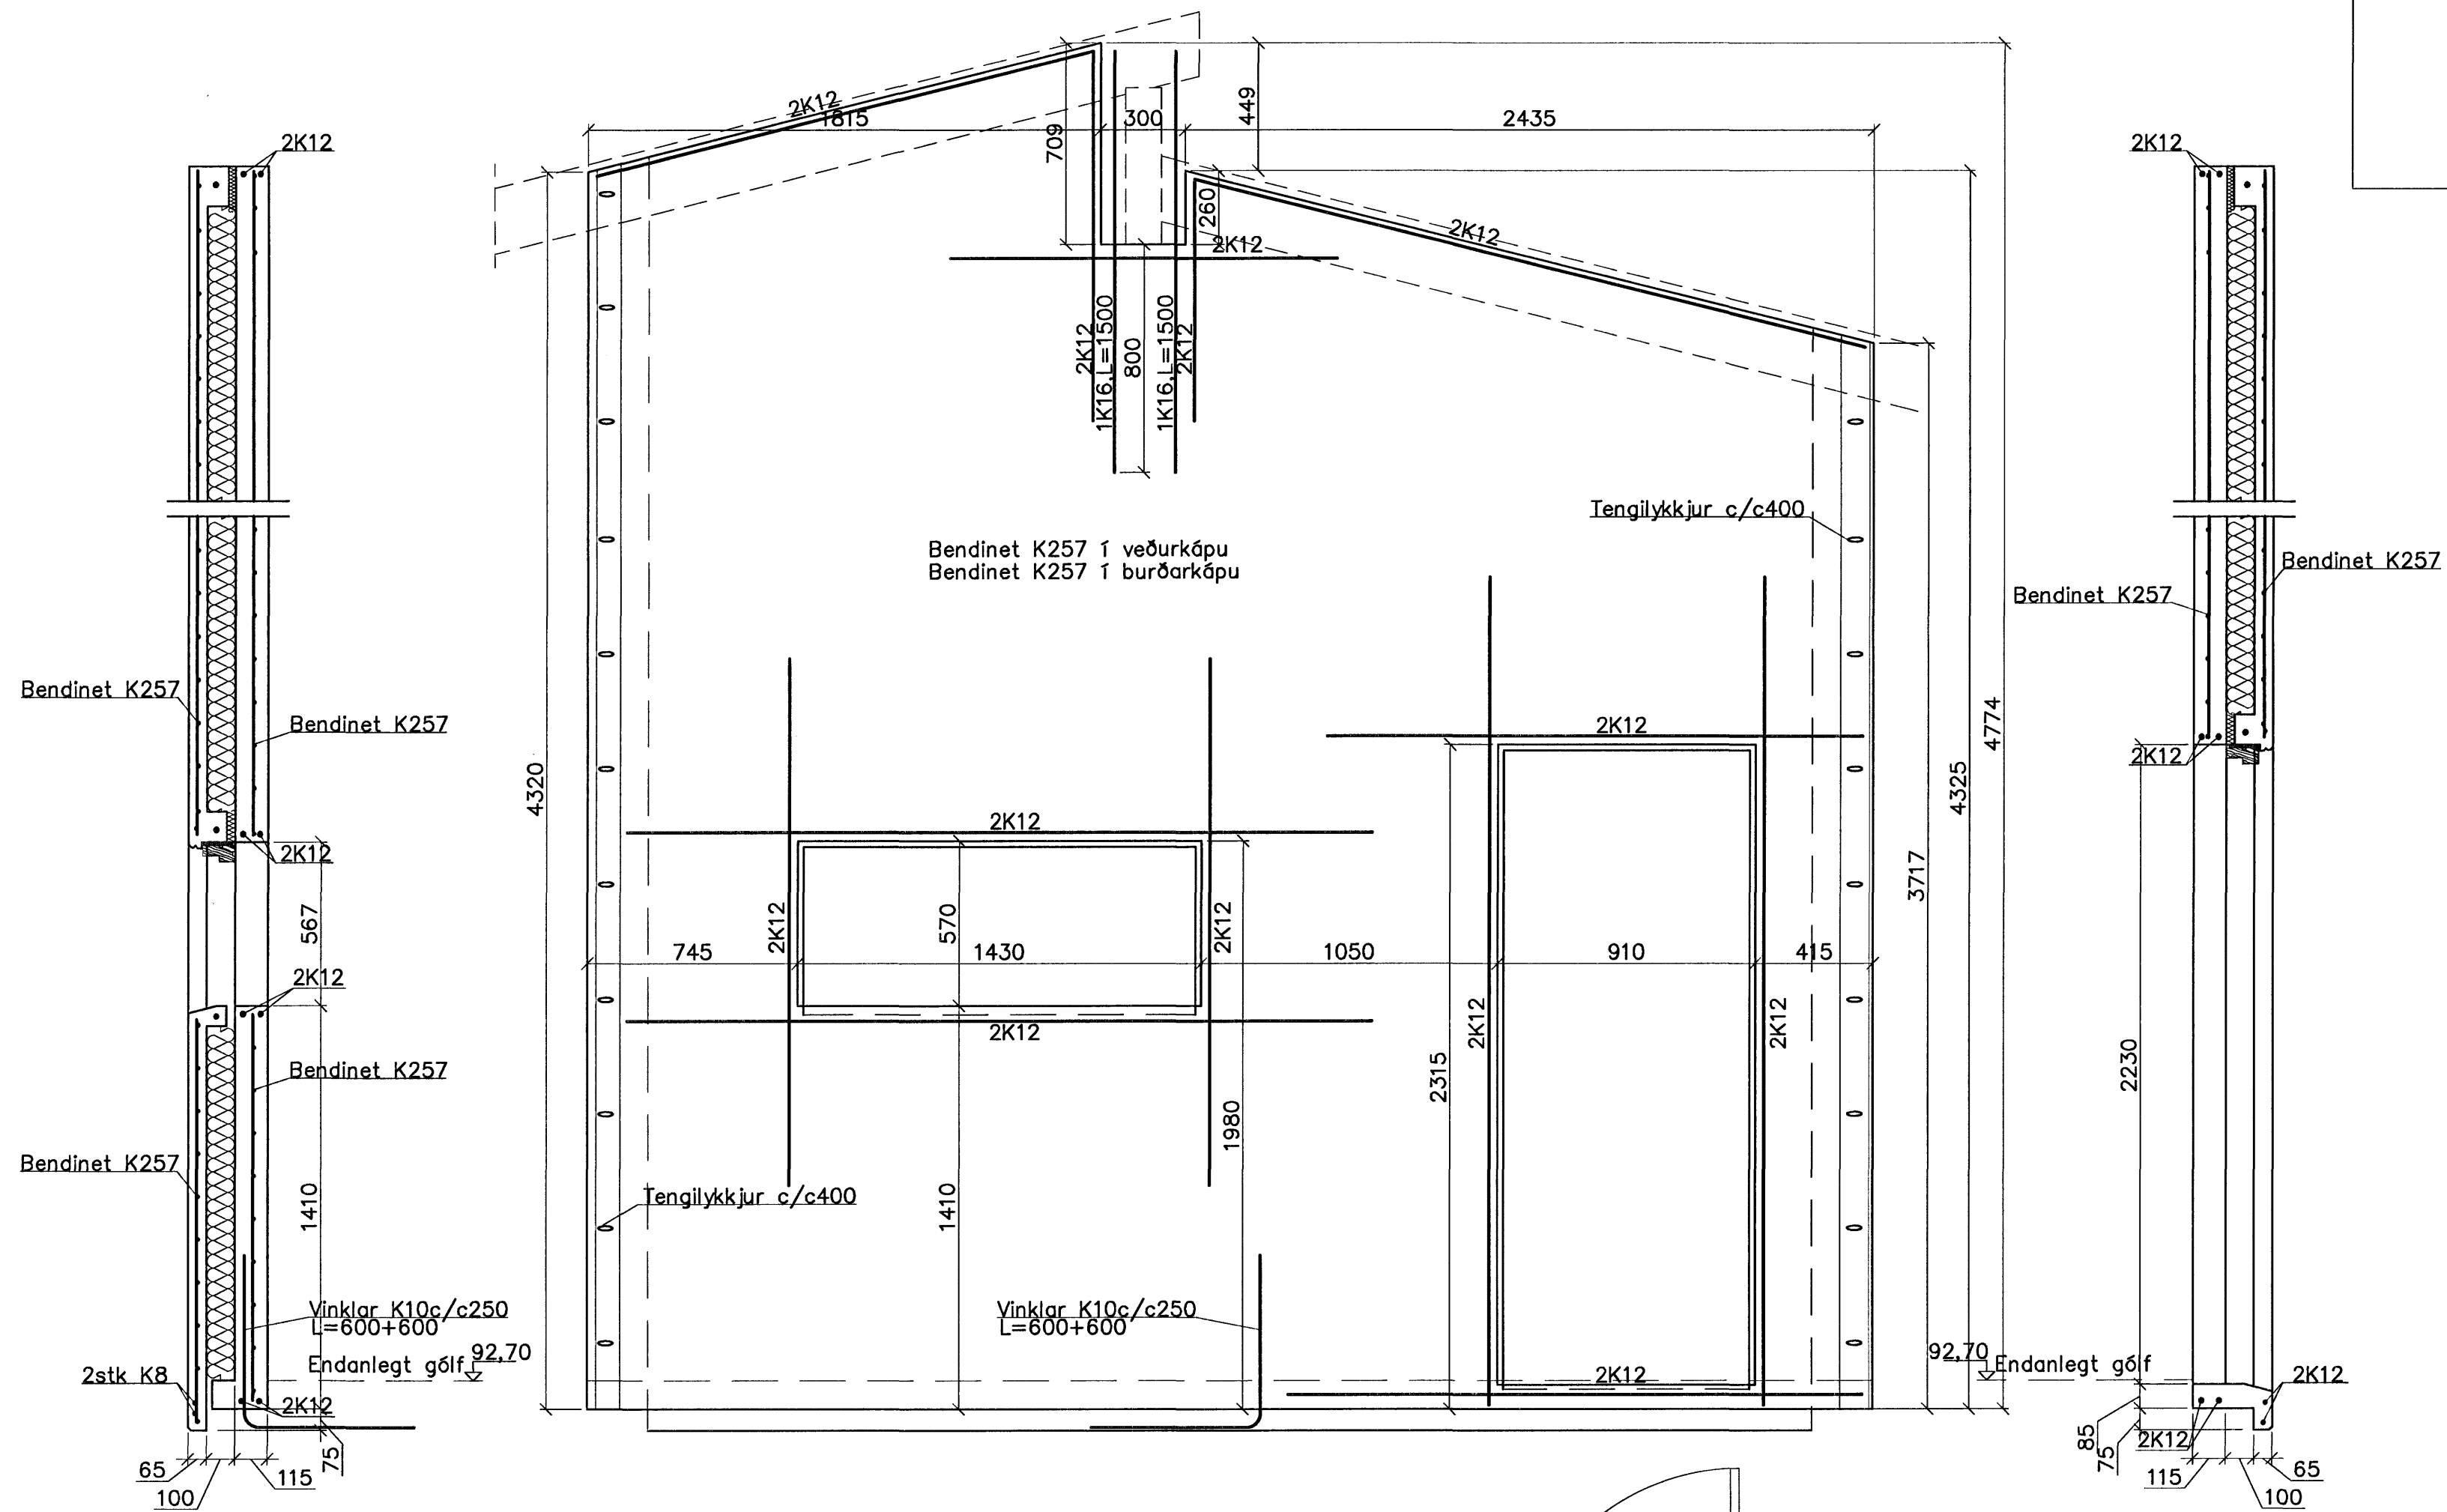 2K12
Bendinet K257
Bendinet K257
2K12
567
2K12
Bendinet K257
Bendinet K257
1410
Vinklar K10c/c250
L=600+600
Endanlegt gólf
92,70
2stk K8
2K12
75
65
115
100
2K12
1815
300
449
2435
709
260
2K12
2K12
2K12
1K16,L=1500
800
1K16,L=1500
2K12
Tengilykkjur c/c400
Bendinet K257 í veðurkápu
Bendinet K257 í burðarkápu
4320
2K12
2K12
4774
4325
3717
2K12
570
2K12
745
1430
1050
910
415
2K12
2K12
2K12
2315
1980
1410
Tengilykkjur c/c400
Vinklar K10c/c250
L=600+600
2K12
92,70
Endanlegt gólf
2K12
Bendinet K257
Bendinet K257
2K12
2230
2K12
85
75
2K12
115
65
100